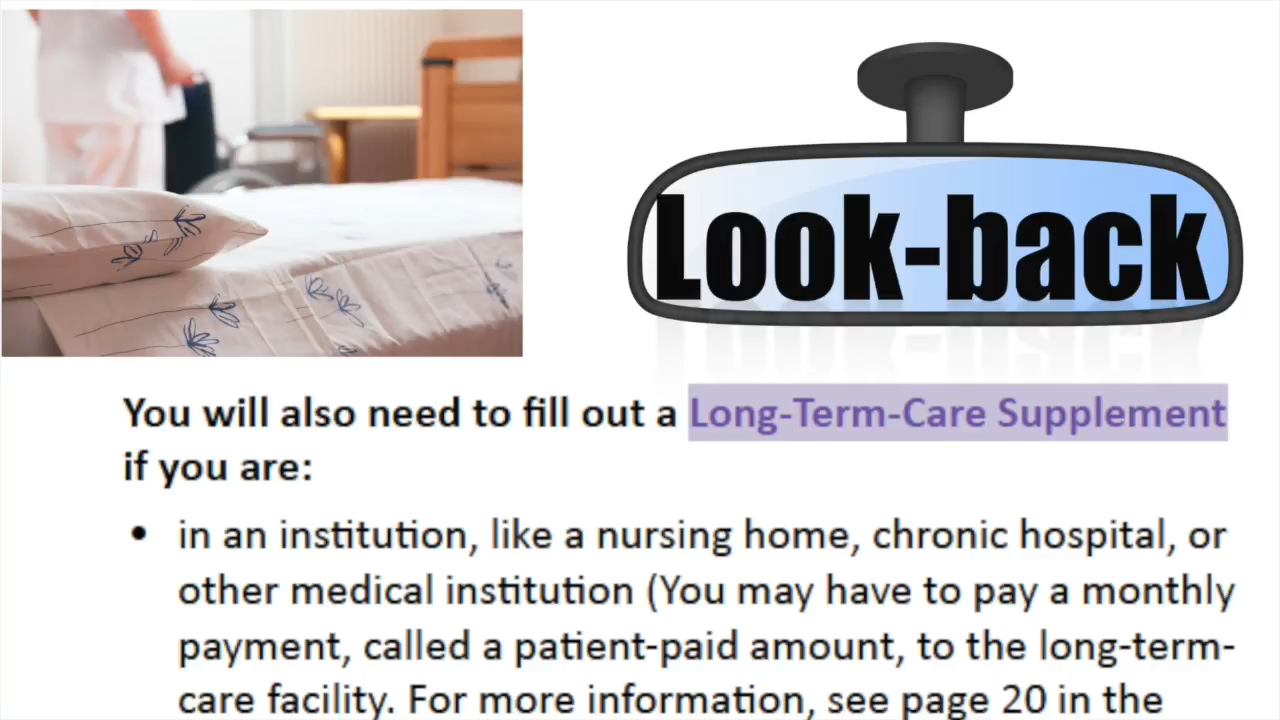 Look-back
You will also need to fill out a Long-Term-Care Supplement
if you are:
• in an institution, like a nursing home, chronic hospital, or
other medical institution (You may have to pay a monthly
payment, called a patient-paid amount, to the long-term-
care facility. For more information, see page 20 in the